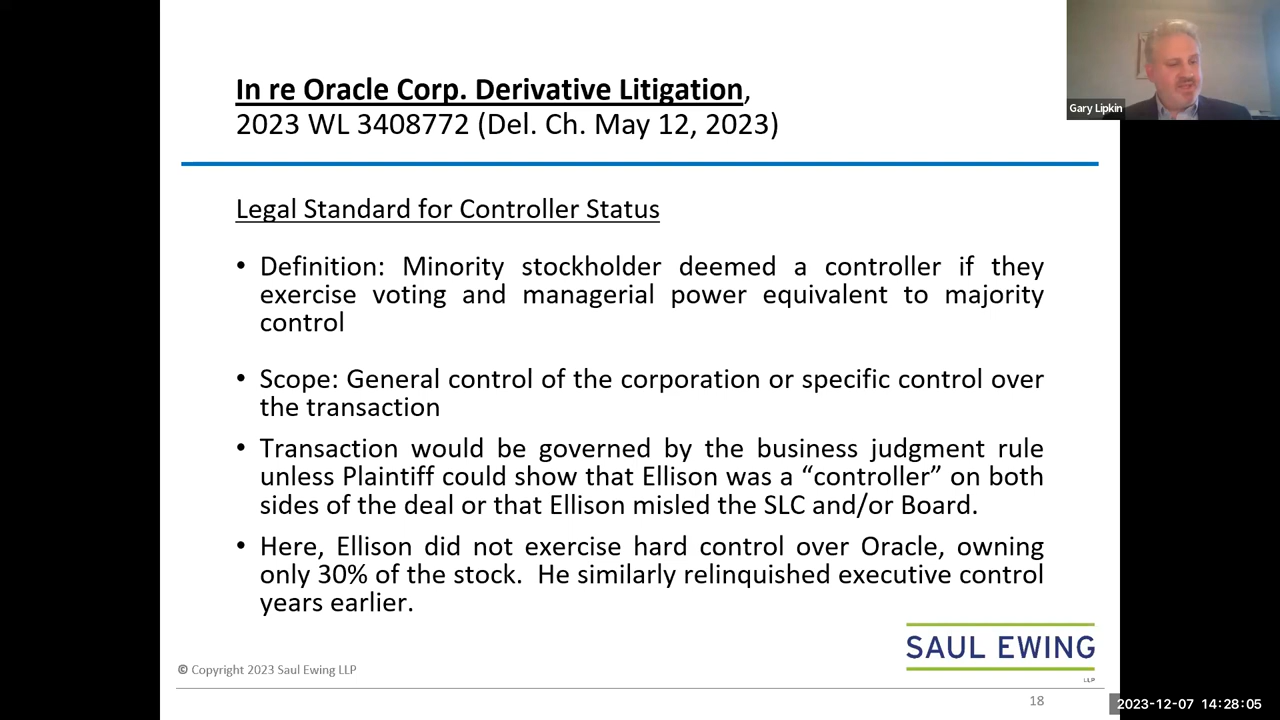 In re Oracle Corp. Derivative Litigation,
2023 WL 3408772 (Del. Ch. May 12, 2023)
Gary Lipkin
Legal Standard for Controller Status
• Definition: Minority stockholder deemed a controller if they
exercise voting and managerial power equivalent to majority
control
• Scope: General control of the corporation or specific control over
the transaction
• Transaction would be governed by the business judgment rule
unless Plaintiff could show that Ellison was a “controller” on both
sides of the deal or that Ellison misled the SLC and/or Board.
• Here, Ellison did not exercise hard control over Oracle, owning
only 30% of the stock.  He similarly relinquished executive control
years earlier.
SAUL EWING
LLP
© Copyright 2023 Saul Ewing LLP
18
2023-12-07 14:28:05